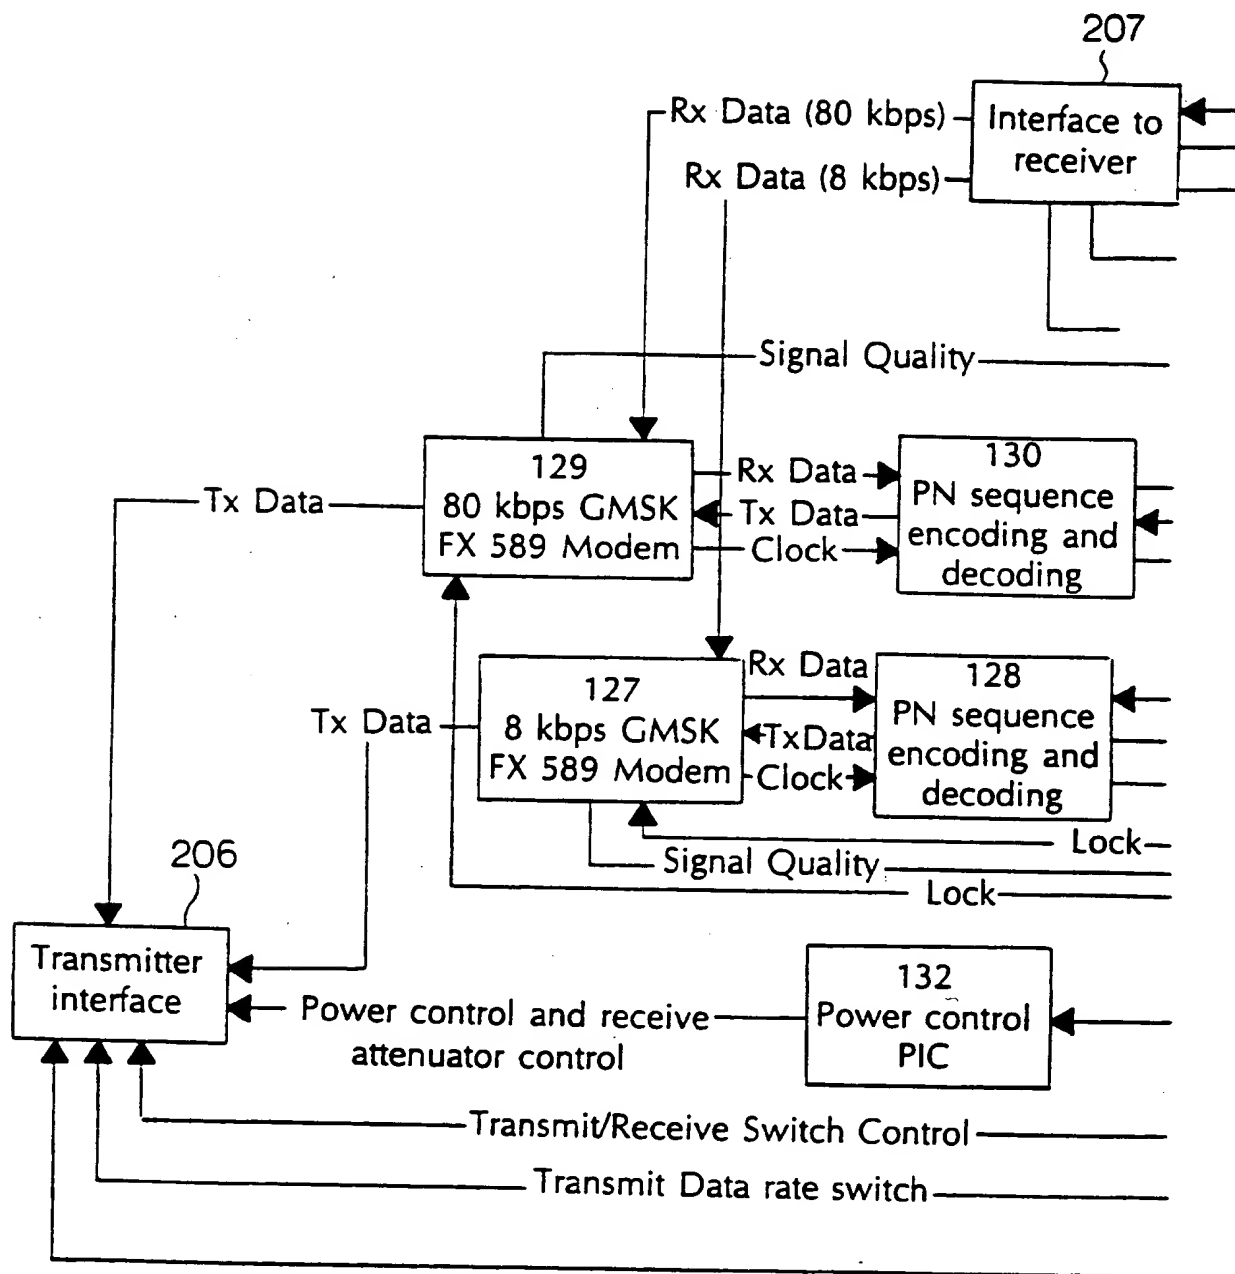 207
Rx Data (80 kbps)
Interface to
receiver
Rx Data (8 kbps)
Signal Quality
129
80 kbps GMSK
FX 589 Modem
Tx Data
Rx Data
Tx Data
Clock
130
PN sequence
encoding and
decoding
127
8 kbps GMSK
FX 589 Modem
Tx Data
Rx Data
TxData
Clock
128
PN sequence
encoding and
decoding
Lock
Signal Quality
Lock
206
Transmitter
interface
Power control and receive
attenuator control
132
Power control
PIC
Transmit/Receive Switch Control
Transmit Data rate switch